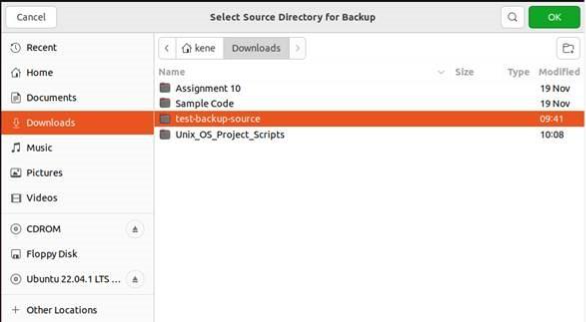 Cancel
Select Source Directory for Backup
OK
Recent
Home
Documents
Downloads
Music
Pictures
Videos
CDROM
Floppy Disk
Ubuntu 22.04.1 LTS ...
+ Other Locations
kene Downloads
Name Size Type Modified
Assignment 10 19 Nov
Sample Code 19 Nov
test-backup-source 09:41
Unix_OS_Project_Scripts 10:08